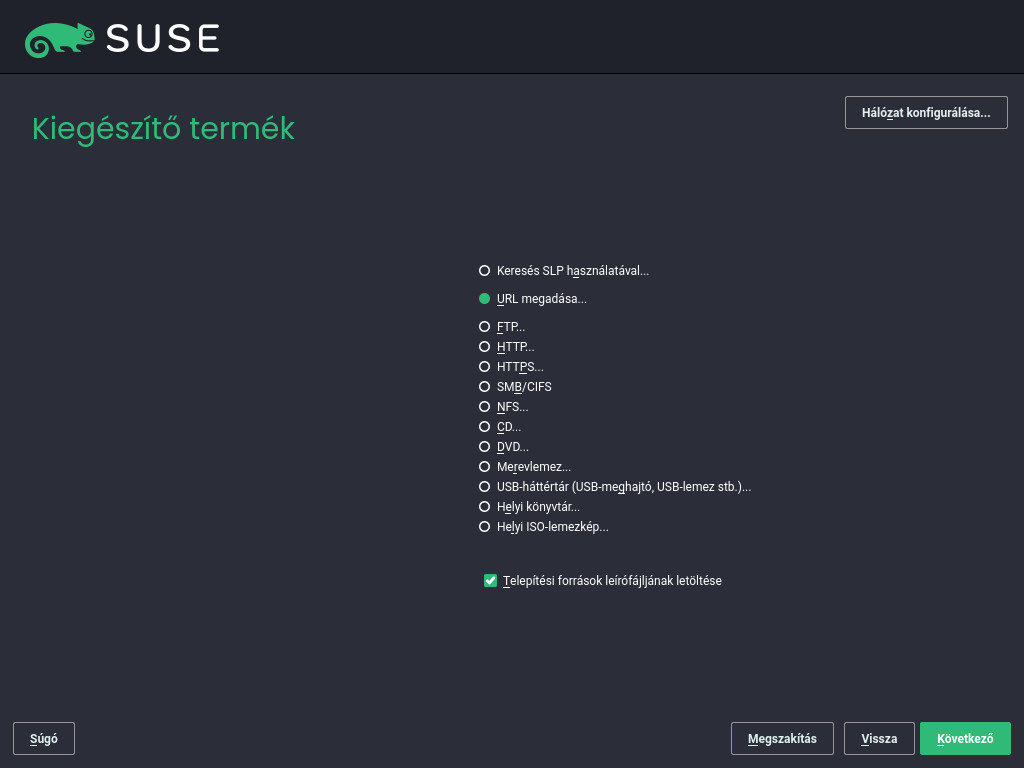 SUSE
Kiegészítő termék
Hálózat konfigurálása...
Keresés SLP használatával...
URL megadása...
FTP...
HTTP...
HTTPS...
SMB/CIFS
NFS...
CD...
DVD...
Merevlemez...
USB-háttértár (USB-meghajtó, USB-lemez stb.)...
Helyi könyvtár...
Helyi ISO-lemezkép...
Telepítési források leírófájljának letöltése
Súgó
Megszakítás
Vissza
Következő